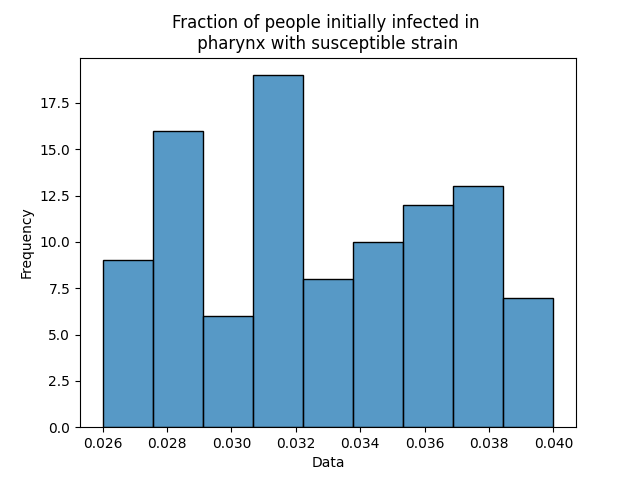 Fraction of people initially infected in
pharynx with susceptible strain
Frequency
17.5
15.0
12.5
10.0
7.5
5.0
2.5
0.0
0.026 0.028 0.030 0.032 0.034 0.036 0.038 0.040
Data